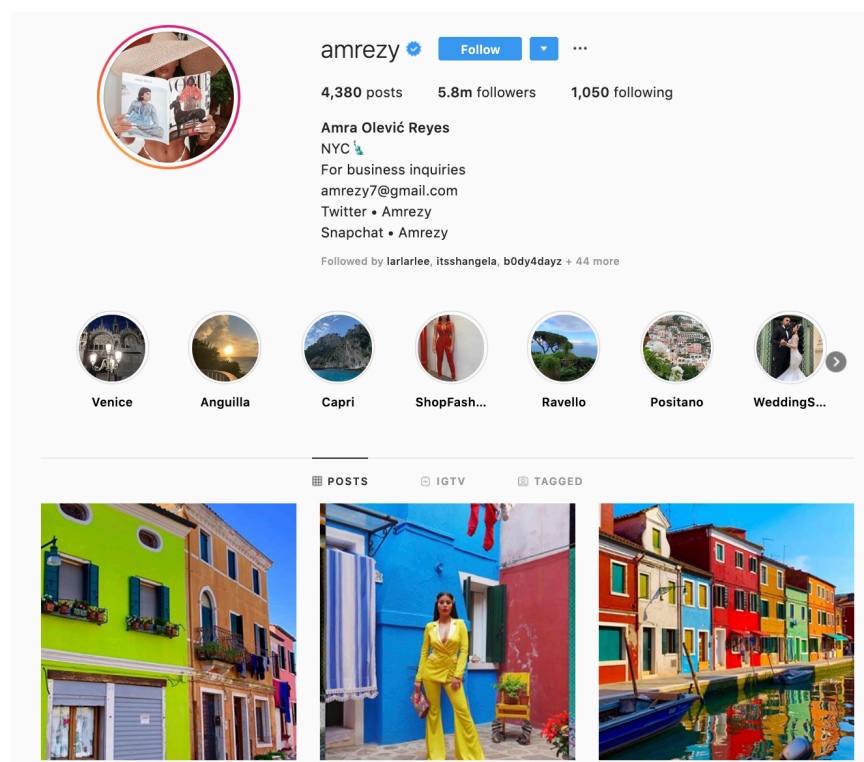 amrezy Follow
4,380 posts 5.8m followers 1,050 following
Amra Olević Reyes
NYC🗽
For business inquiries
amrezy7@gmail.com
Twitter • Amrezy
Snapchat • Amrezy
Followed by larlarlee, itsshangela, b0dy4dayz + 44 more
Venice Anguilla Capri ShopFash... Ravello Positano WeddingS...
POSTS IGTV TAGGED